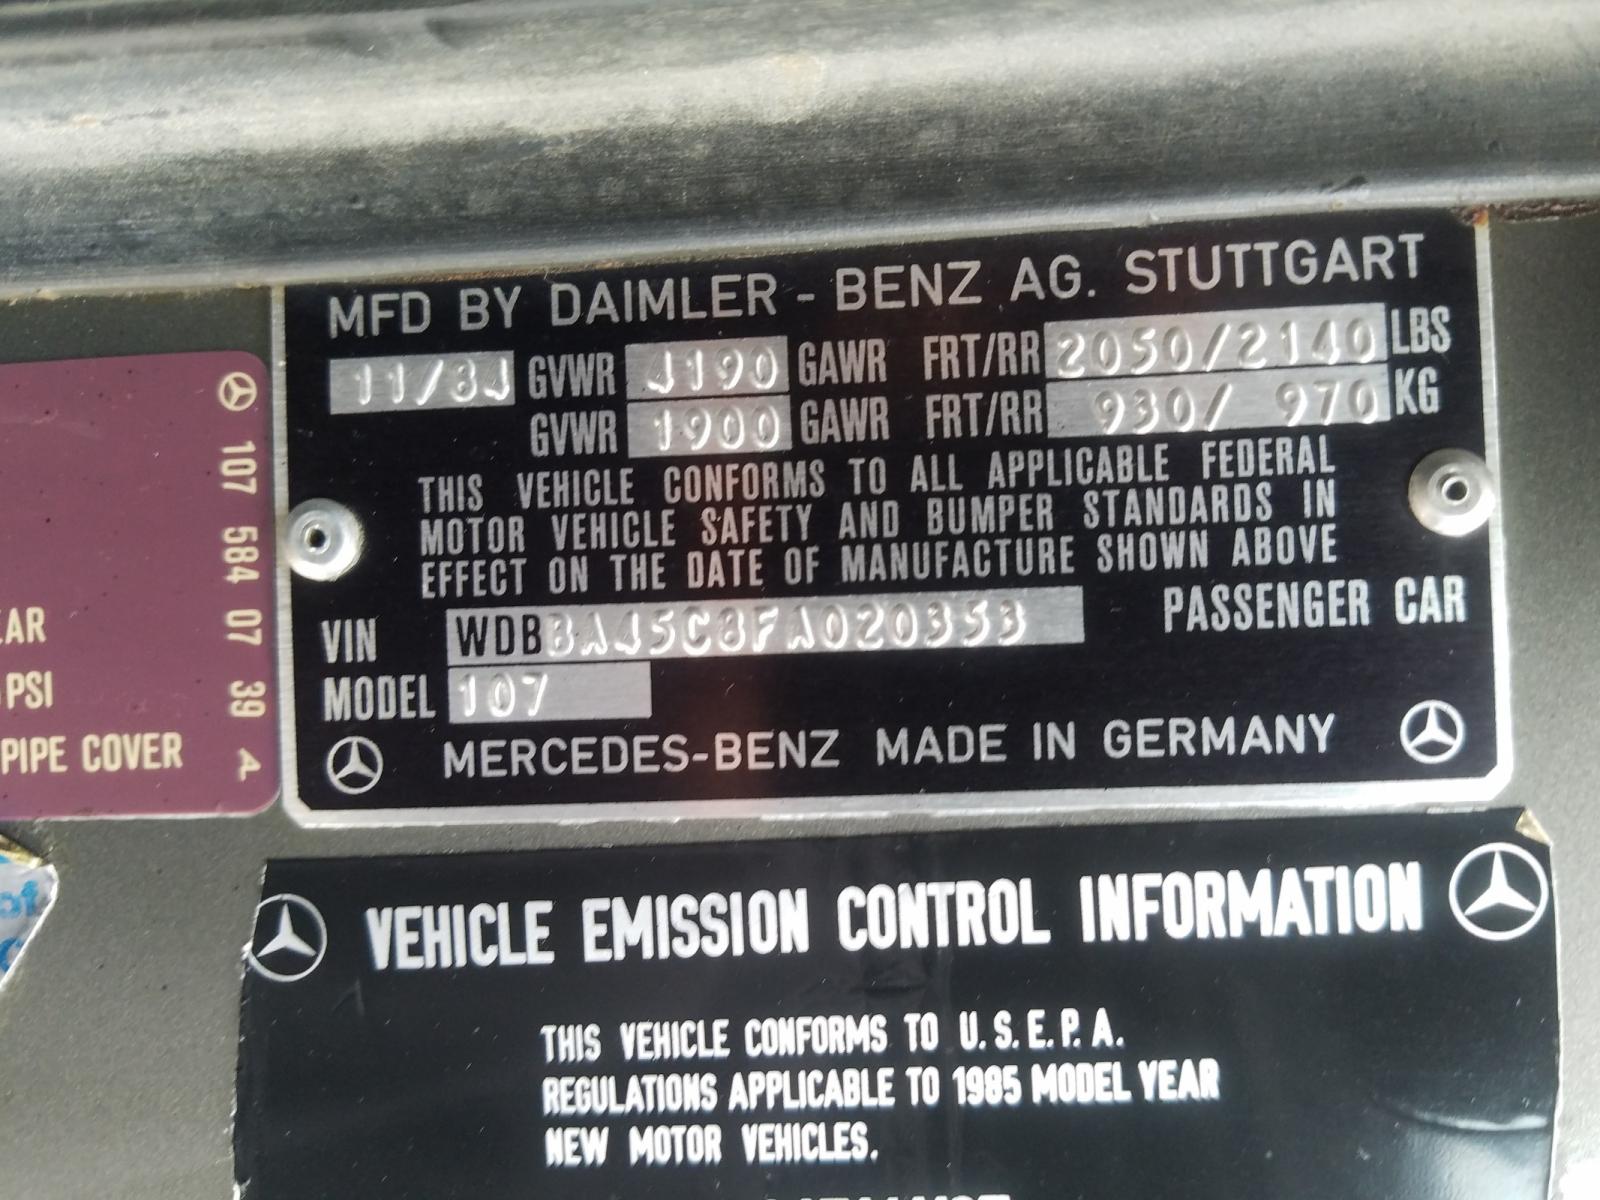 MFD BY DAIMLER - BENZ AG. STUTTGART
11/84 GVWR 4190 GAWR FRT/RR 2050/2140 LBS
GVWR 1900 GAWR FRT/RR 930/ 970 KG
THIS VEHICLE CONFORMS TO ALL APPLICABLE FEDERAL
MOTOR VEHICLE SAFETY AND BUMPER STANDARDS IN
EFFECT ON THE DATE OF MANUFACTURE SHOWN ABOVE
VIN WDBBA45C8FA020353 PASSENGER CAR
MODEL 107
MERCEDES-BENZ MADE IN GERMANY
107 584 07 39 A
PSI
PIPE COVER
VEHICLE EMISSION CONTROL INFORMATION
THIS VEHICLE CONFORMS TO U.S.E.P.A.
REGULATIONS APPLICABLE TO 1985 MODEL YEAR
NEW MOTOR VEHICLES.